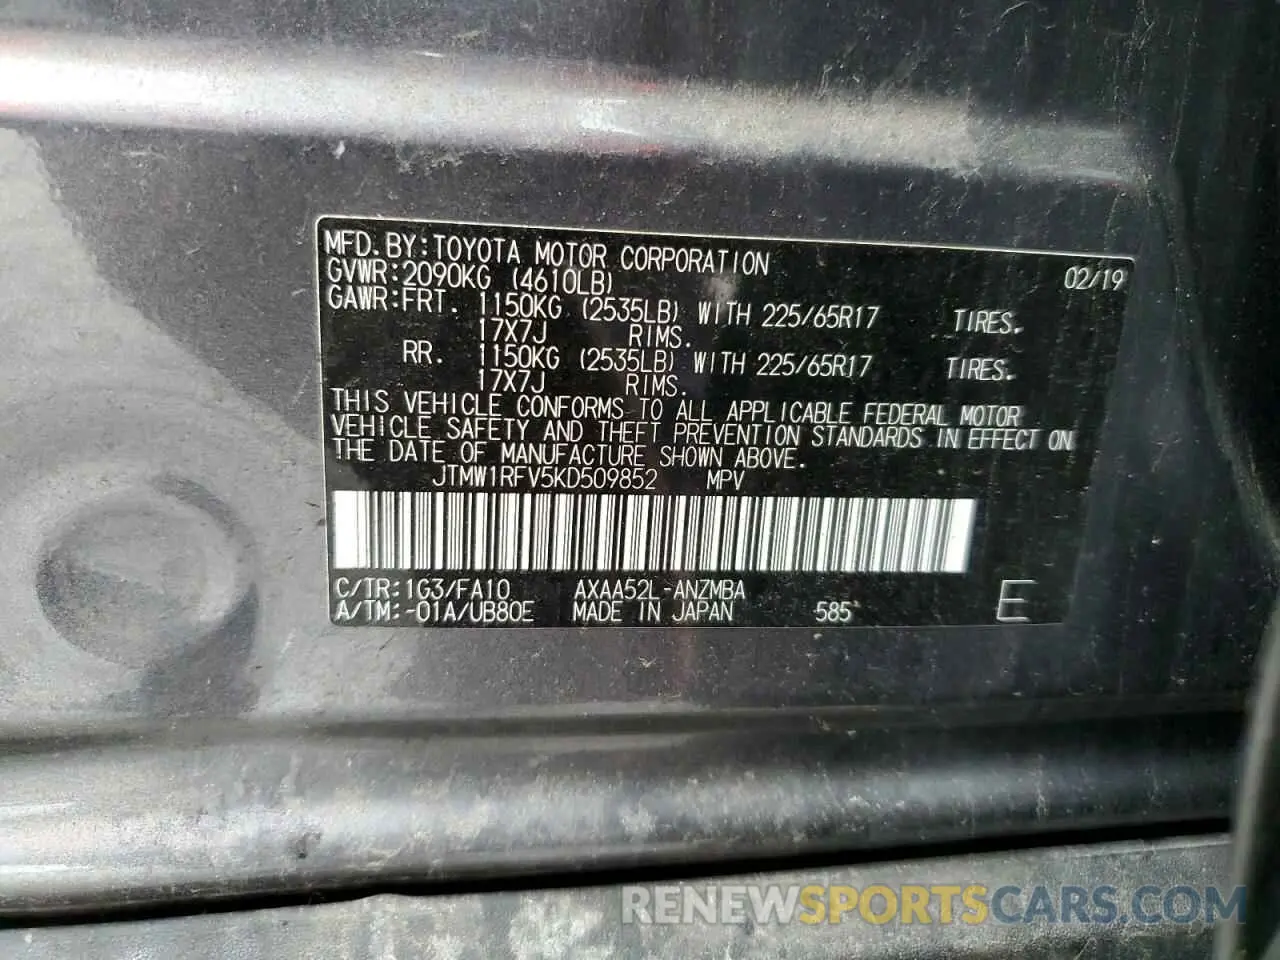 MFD. BY: TOYOTA MOTOR CORPORATION 02/19
GVWR: 2090KG (4610LB)
GAWR: FRT. 1150KG (2535LB) WITH 225/65R17 TIRES.
17X7J RIMS.
RR. 1150KG (2535LB) WITH 225/65R17 TIRES.
17X7J RIMS.
THIS VEHICLE CONFORMS TO ALL APPLICABLE FEDERAL MOTOR
VEHICLE SAFETY AND THEFT PREVENTION STANDARDS IN EFFECT ON
THE DATE OF MANUFACTURE SHOWN ABOVE.
JTMW1RFV5KD509852 MPV
C/TR: 1G3/FA10 AXAA52L-ANZMBA
A/TM: -01A/UB80E MADE IN JAPAN 585 E
RENEWSPORTSCARS.COM